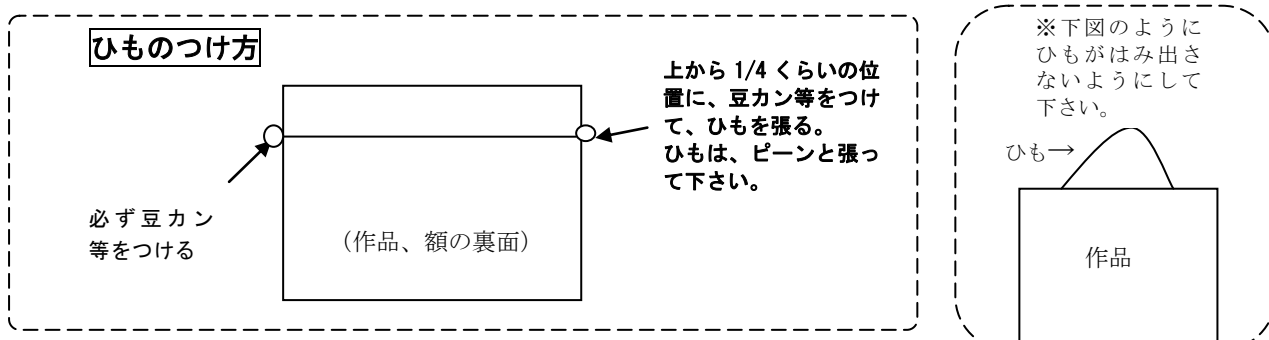 ひものつけ方
上から 1/4 くらいの位
置に、豆カン等をつけ
て、ひもを張る。
ひもは、ピーンと張っ
て下さい。
必ず豆カン
等をつける
（作品、額の裏面）
※下図のように
ひもがはみ出さ
ないようにして
下さい。
ひも→
作品